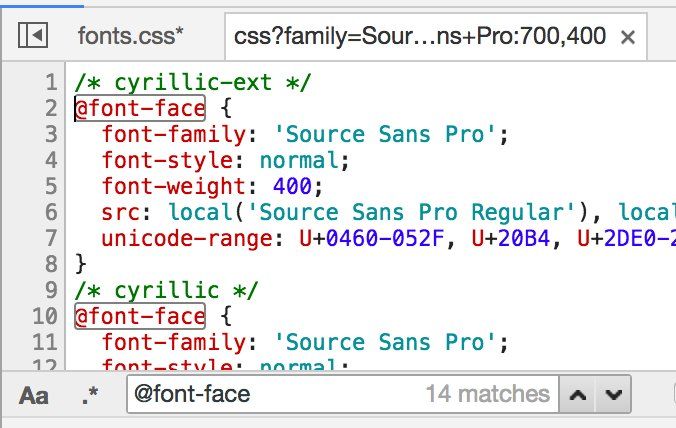 fonts.css*
css?family=Sour…ns+Pro:700,400 ×
1 /* cyrillic-ext */
2 @font-face {
3 font-family: 'Source Sans Pro';
4 font-style: normal;
5 font-weight: 400;
6 src: local('Source Sans Pro Regular'), local
7 unicode-range: U+0460-052F, U+20B4, U+2DE0-2
8 }
9 /* cyrillic */
10 @font-face {
11 font-family: 'Source Sans Pro';
12 font-style: normal;
Aa .* @font-face 14 matches